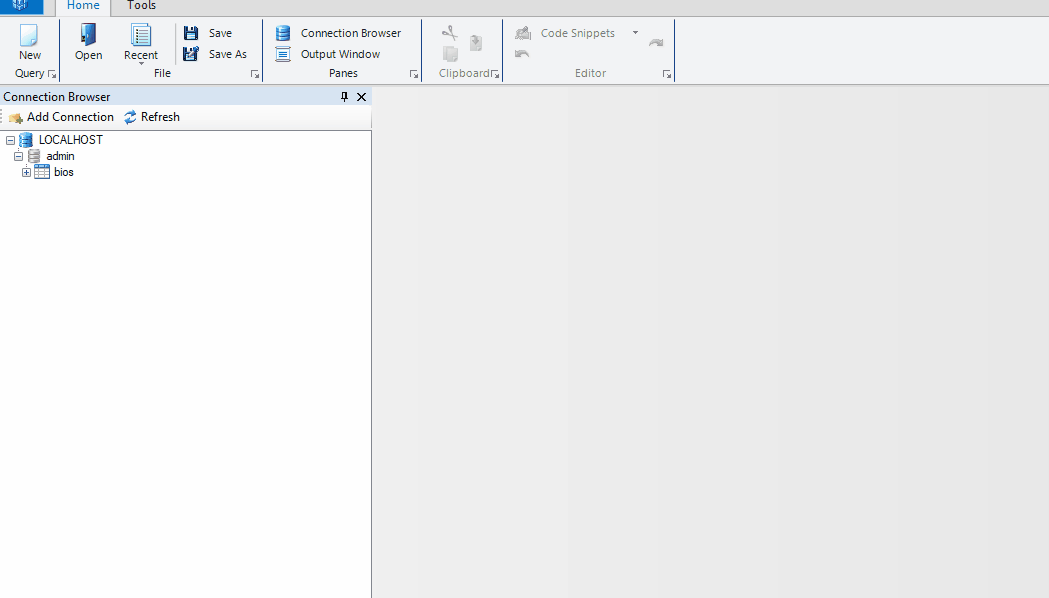 Home Tools
Save Connection Browser Code Snippets
New Open Recent Save As Output Window
Query File Panes Clipboard Editor
Connection Browser
Add Connection Refresh
LOCALHOST
admin
bios